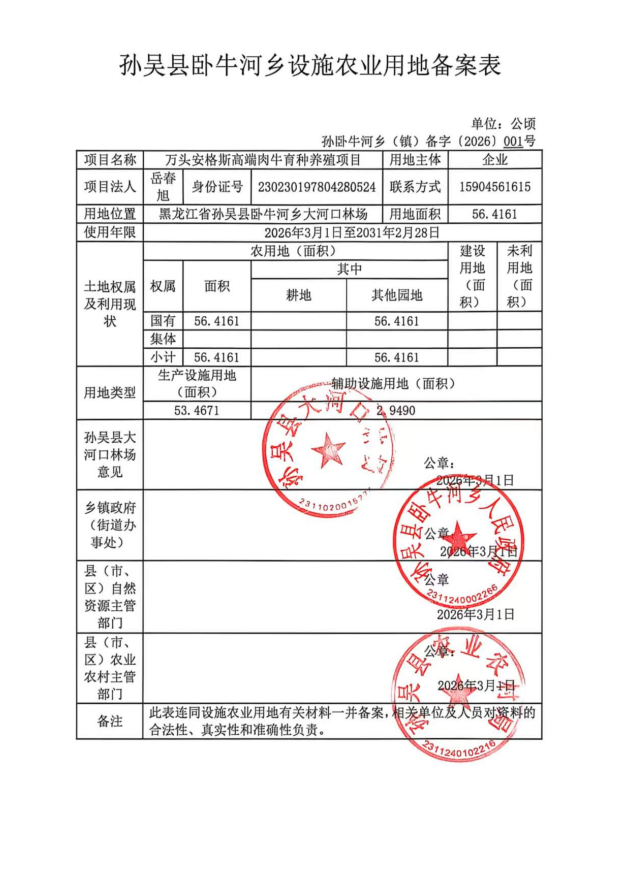 孙吴县卧牛河乡设施农业用地备案表
单位：公顷
孙卧牛河乡（镇）备字〔2026〕001号
项目名称 万头安格斯高端肉牛育种养殖项目 用地主体 企业
项目法人 岳春旭 身份证号 230230197804280524 联系方式 15904561615
用地位置 黑龙江省孙吴县卧牛河乡大河口林场 用地面积 56.4161
使用年限 2026年3月1日至2031年2月28日
土地权属及利用现状 权属 农用地（面积） 建设用地（面积） 未利用地（面积）
面积 其中
耕地 其他园地
国有 56.4161 56.4161
集体
小计 56.4161 56.4161
用地类型 生产设施用地（面积） 辅助设施用地（面积）
53.4671 2.9490
孙吴县大河口林场意见
公章：
2026年3月1日
孙吴县大河口
乡镇政府（街道办事处）
公章：
2026年3月1日
孙吴县卧牛河乡人民政府
2311240002266
县（市、区）自然资源主管部门
公章
2026年3月1日
县（市、区）农业农村主管部门
公章：
2026年3月1日
孙吴县农业农村局
2311240102216
备注 此表连同设施农业用地有关材料一并备案，相关单位及人员对资料的
合法性、真实性和准确性负责。